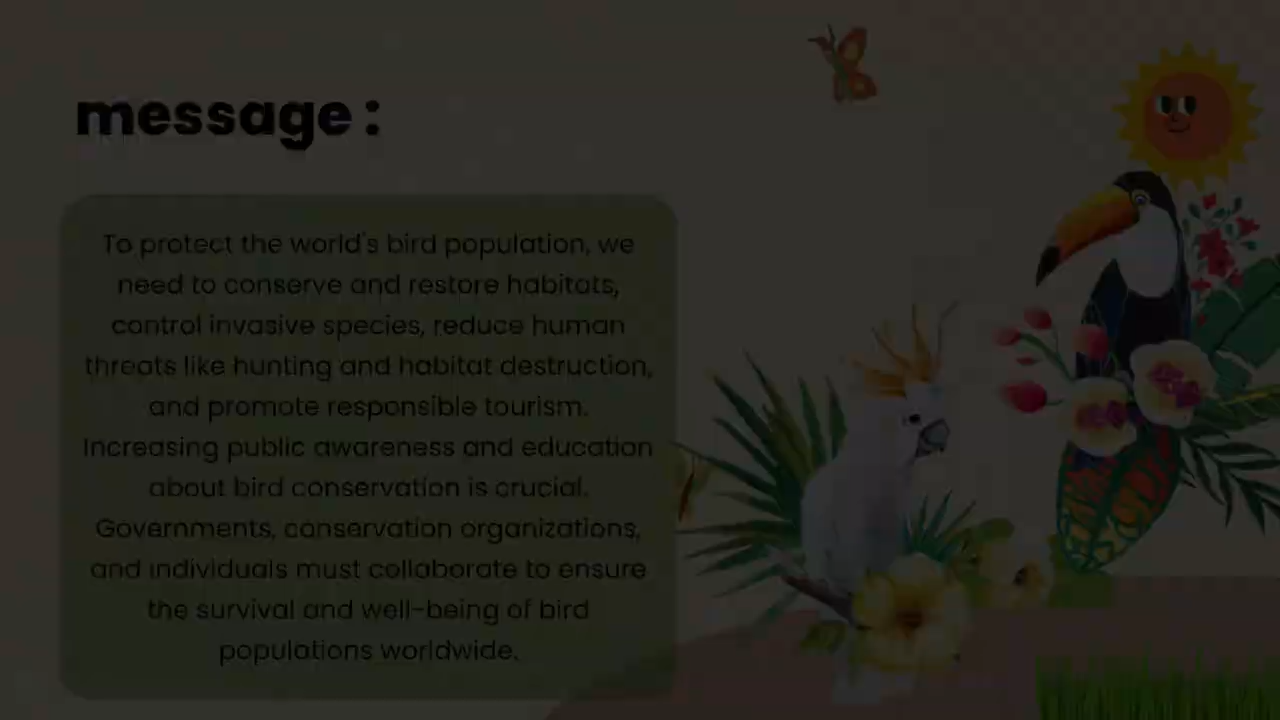 message:
To protect the world's bird population, we
need to conserve and restore habitats,
control invasive species, reduce human
threats like hunting and habitat destruction,
and promote responsible tourism.
Increasing public awareness and education
about bird conservation is crucial.
Governments, conservation organizations,
and individuals must collaborate to ensure
the survival and well-being of bird
populations worldwide.